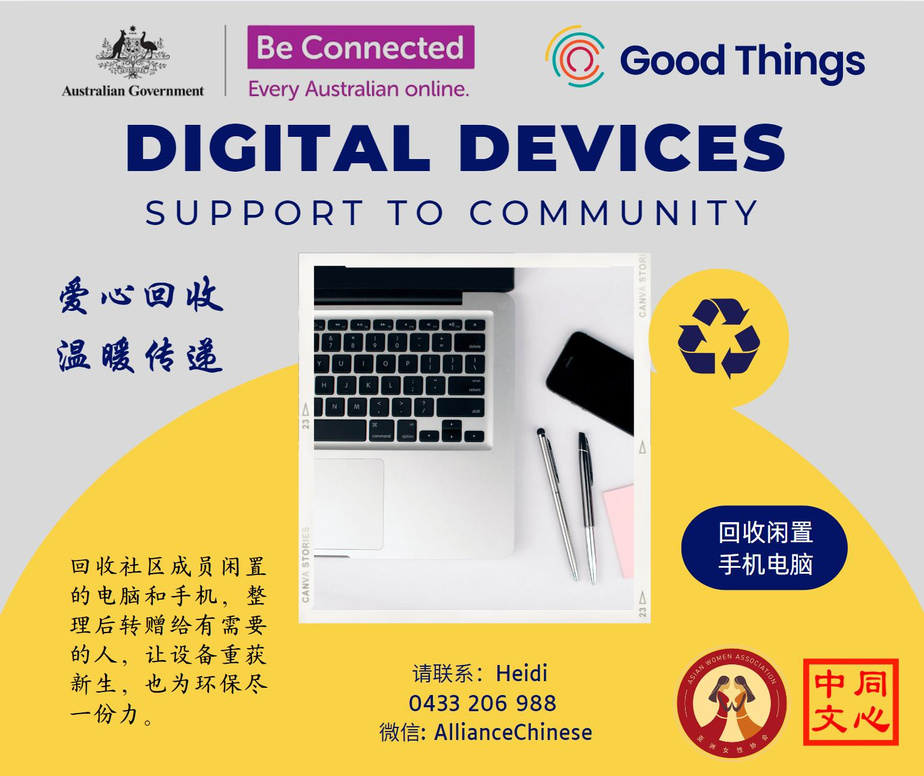 Australian Government
Be Connected
Every Australian online.
Good Things
DIGITAL DEVICES
SUPPORT TO COMMUNITY
爱心回收
温暖传递
CANVA STORIES
23
CANVA STORIES
23
回收闲置
手机电脑
回收社区成员闲置
的电脑和手机，整
理后转赠给有需要
的人，让设备重获
新生，也为环保尽
一份力。
请联系：Heidi
0433 206 988
微信: AllianceChinese
ASIAN WOMEN ASSOCIATION
亚洲女性协会
中同
文心